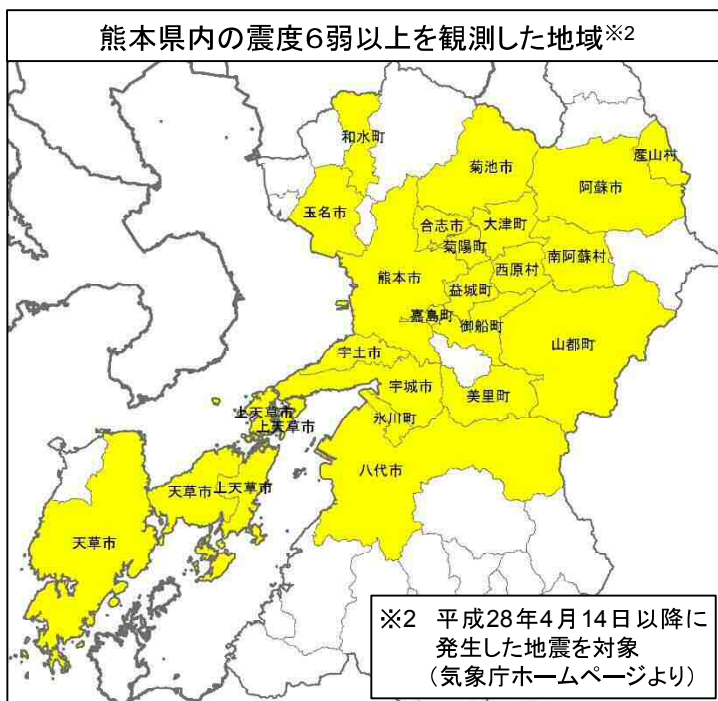 熊本県内の震度6弱以上を観測した地域※2
和水町
菊池市
産山村
阿蘇市
玉名市
合志市
大津町
菊陽町
南阿蘇村
西原村
熊本市
益城町
嘉島町
御船町
山都町
宇土市
宇城市
美里町
上天草市
上天草市
氷川町
八代市
天草市
上天草市
天草市
※2 平成28年4月14日以降に
発生した地震を対象
(気象庁ホームページより)